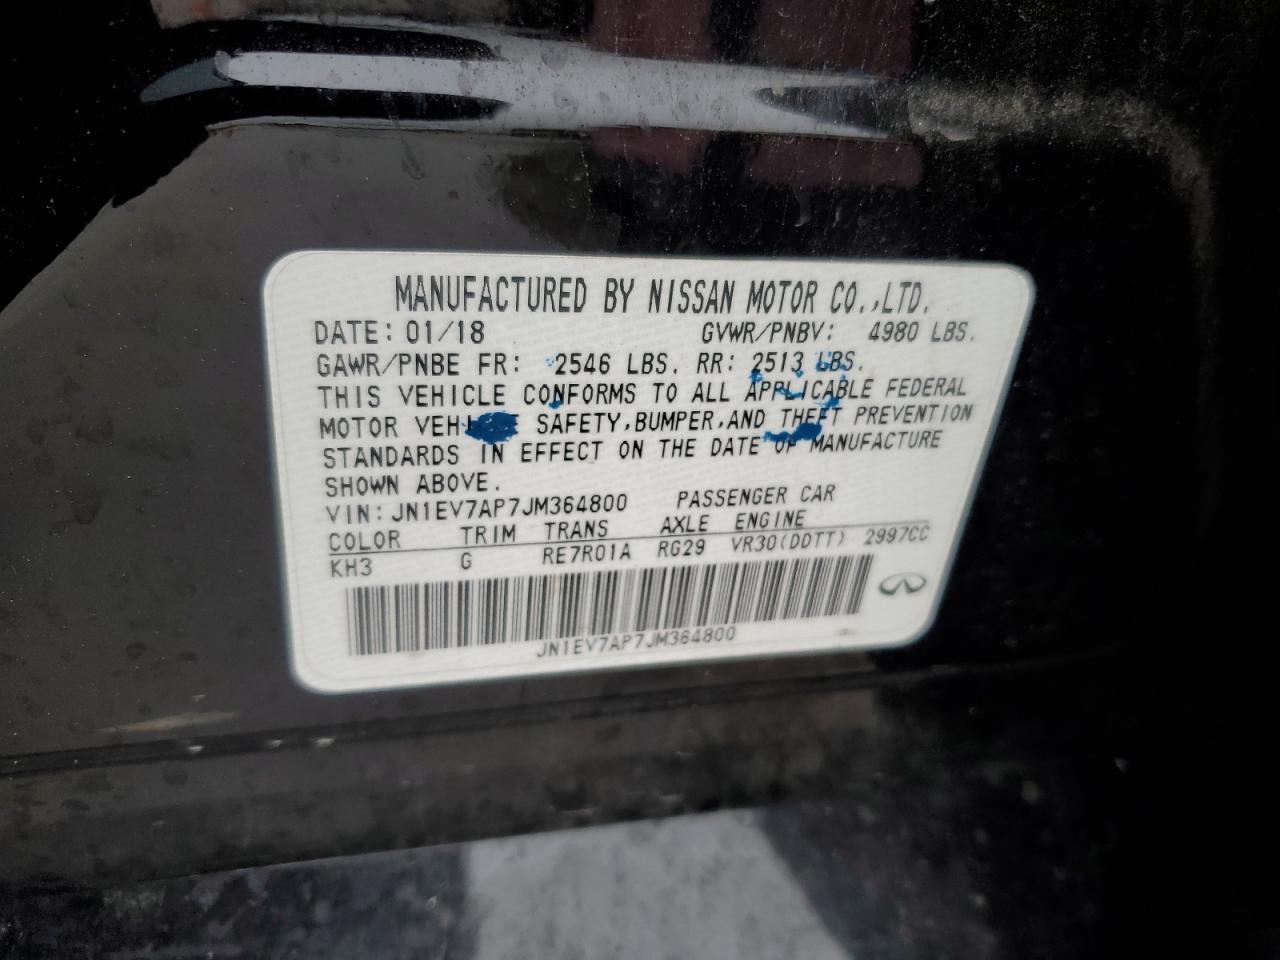 MANUFACTURED BY NISSAN MOTOR CO.,LTD.
DATE: 01/18 GVWR/PNBV: 4980 LBS.
GAWR/PNBE FR: 2546 LBS. RR: 2513 LBS.
THIS VEHICLE CONFORMS TO ALL APPLICABLE FEDERAL
MOTOR VEHICLE SAFETY,BUMPER,AND THEFT PREVENTION
STANDARDS IN EFFECT ON THE DATE OF MANUFACTURE
SHOWN ABOVE.
VIN: JN1EV7AP7JM364800 PASSENGER CAR
COLOR TRIM TRANS AXLE ENGINE
KH3 G RE7R01A RG29 VR30(DDTT) 2997CC
JN1EV7AP7JM364800